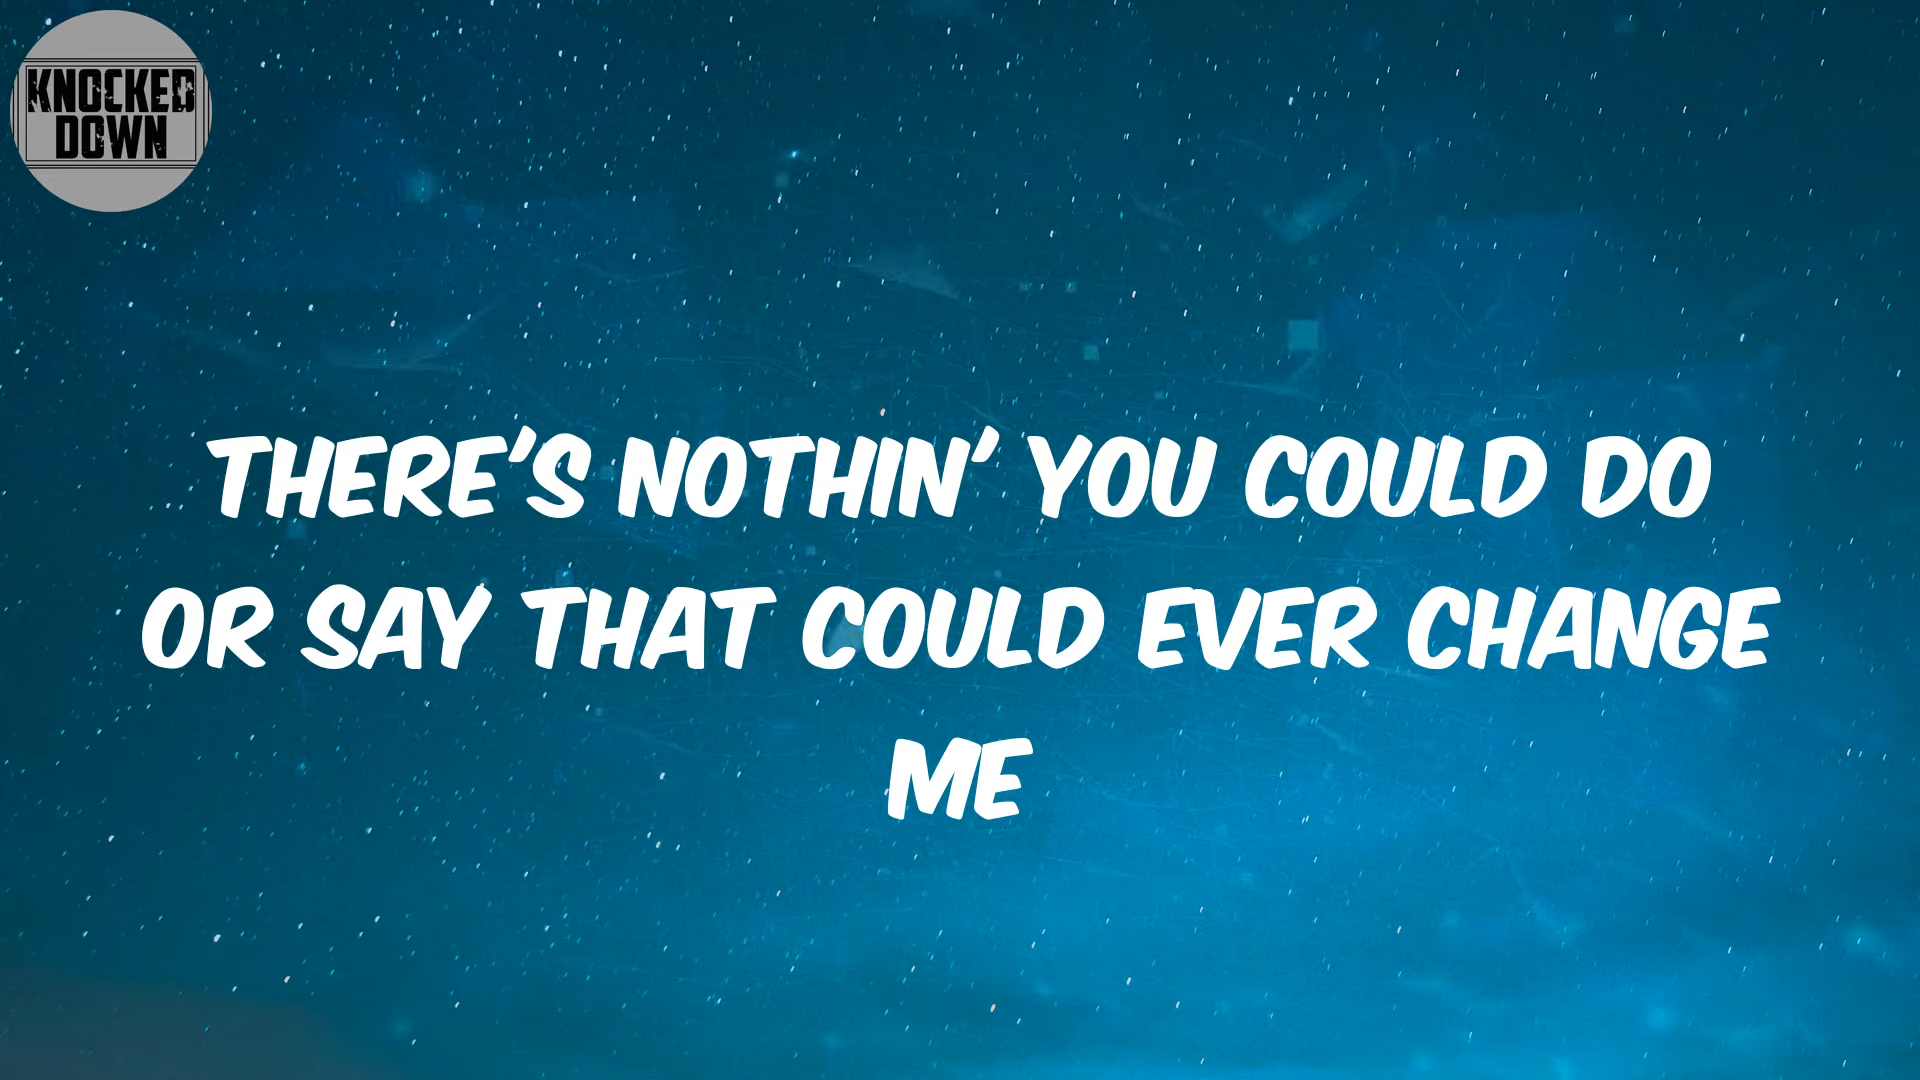 KNOCKED
DOWN
THERE'S NOTHIN' YOU COULD DO
OR SAY THAT COULD EVER CHANGE
ME